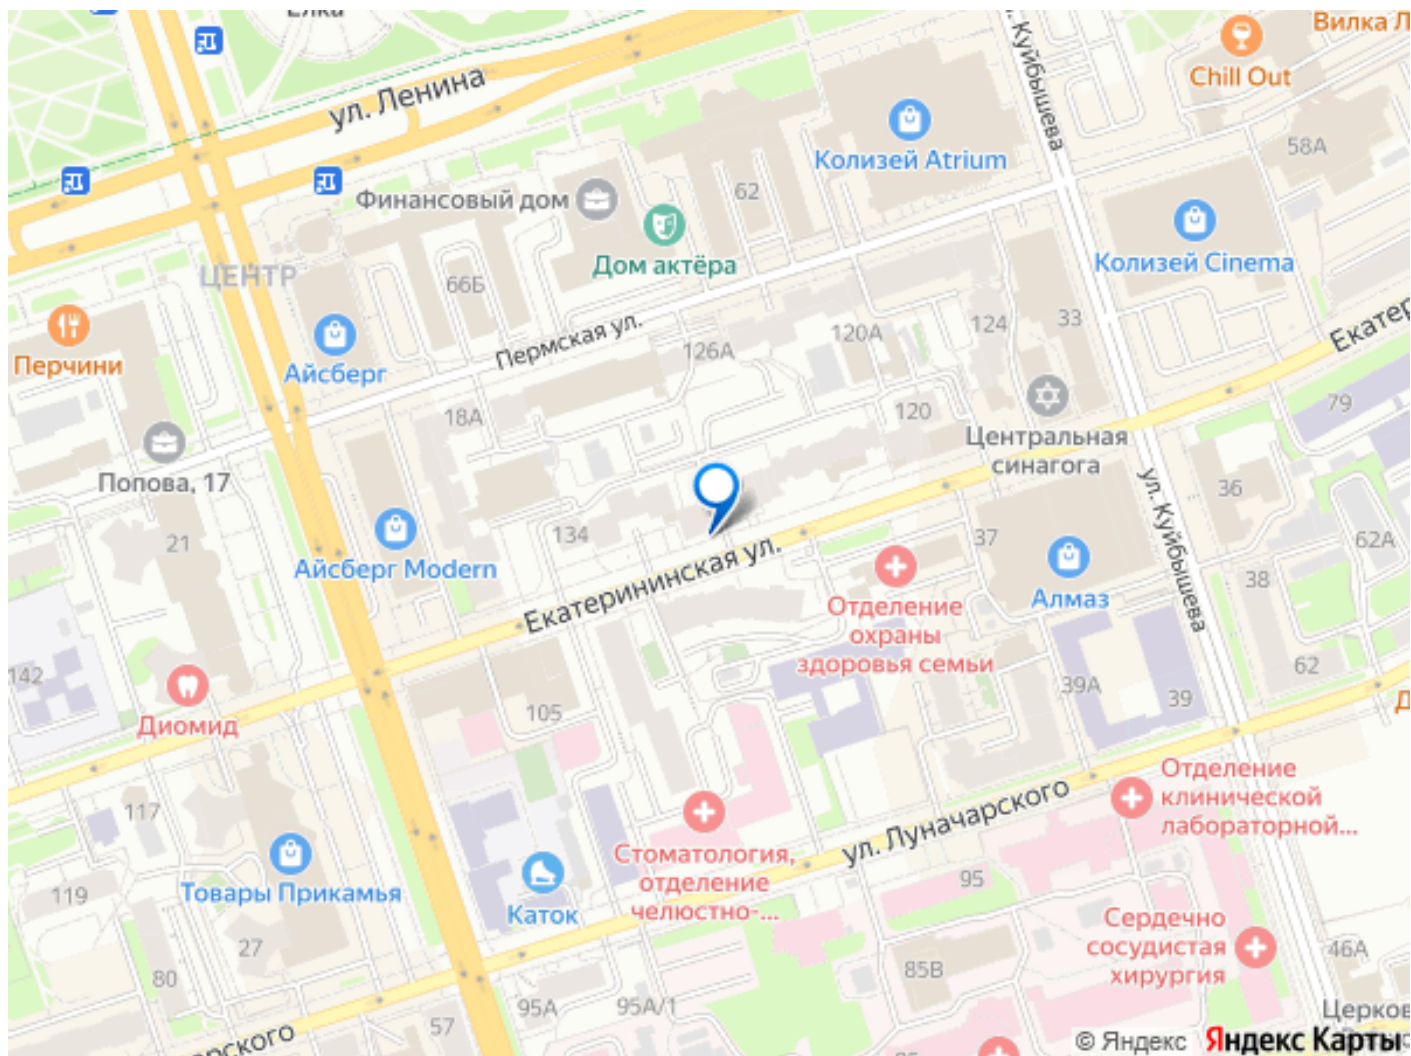 Ёлка
Вилка Л
ул. Ленина
ул. Куйбышева
Chill Out
Колизей Atrium
58А
Финансовый дом
62
Дом актёра
Колизей Cinema
ЦЕНТР
66Б
Пермская ул.
126А
120А
124
33
Екатер
Перчини
Айсберг
18А
120
79
Центральная
синагога
Попова, 17
ул. Куйбышева
36
21
134
Айсберг Modern
Екатерининская ул.
37
62А
Отделение
охраны
здоровья семьи
Алмаз
38
142
Диомид
105
39А
39
62
Д
117
Отделение
клинической
лабораторной...
ул. Луначарского
Стоматология,
отделение
челюстно-...
Товары Прикамья
119
Каток
95
Сердечно
сосудистая
хирургия
27
80
85В
46А
95А
95А/1
57
арского
Церков
© Яндекс
Яндекс Карты